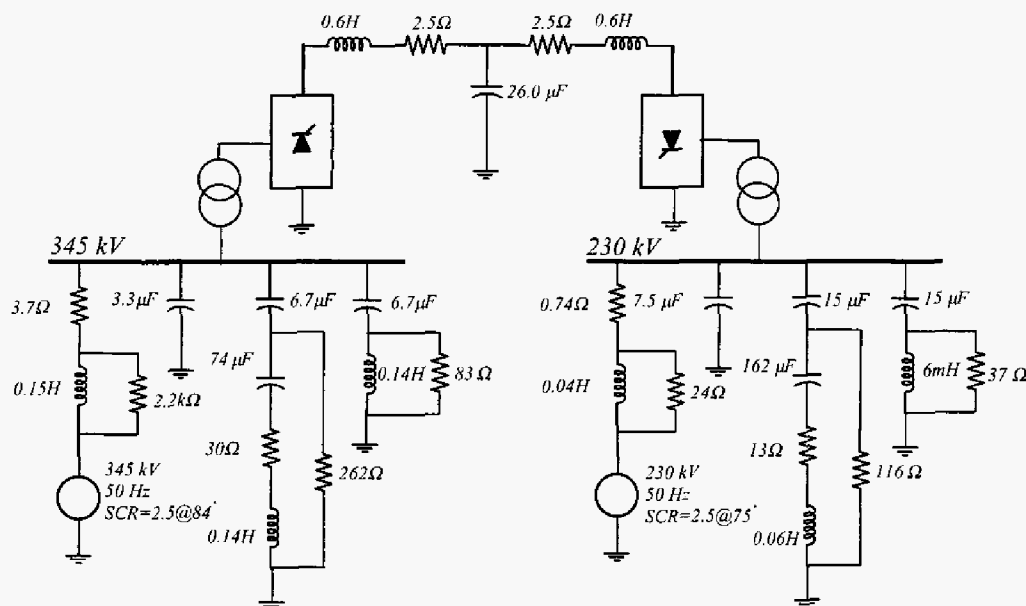 0.6H
2.5Ω
2.5Ω
0.6H
26.0 µF
345 kV
3.7Ω
3.3µF
6.7µF
6.7µF
74 µF
0.15H
2.2kΩ
0.14H
83 Ω
30Ω
262Ω
345 kV
50 Hz
SCR=2.5@84°
0.14H
230 kV
0.74Ω
7.5 µF
15 µF
15 µF
162 µF
0.04H
24Ω
6mH
37 Ω
13Ω
116 Ω
230 kV
50 Hz
SCR=2.5@75°
0.06H